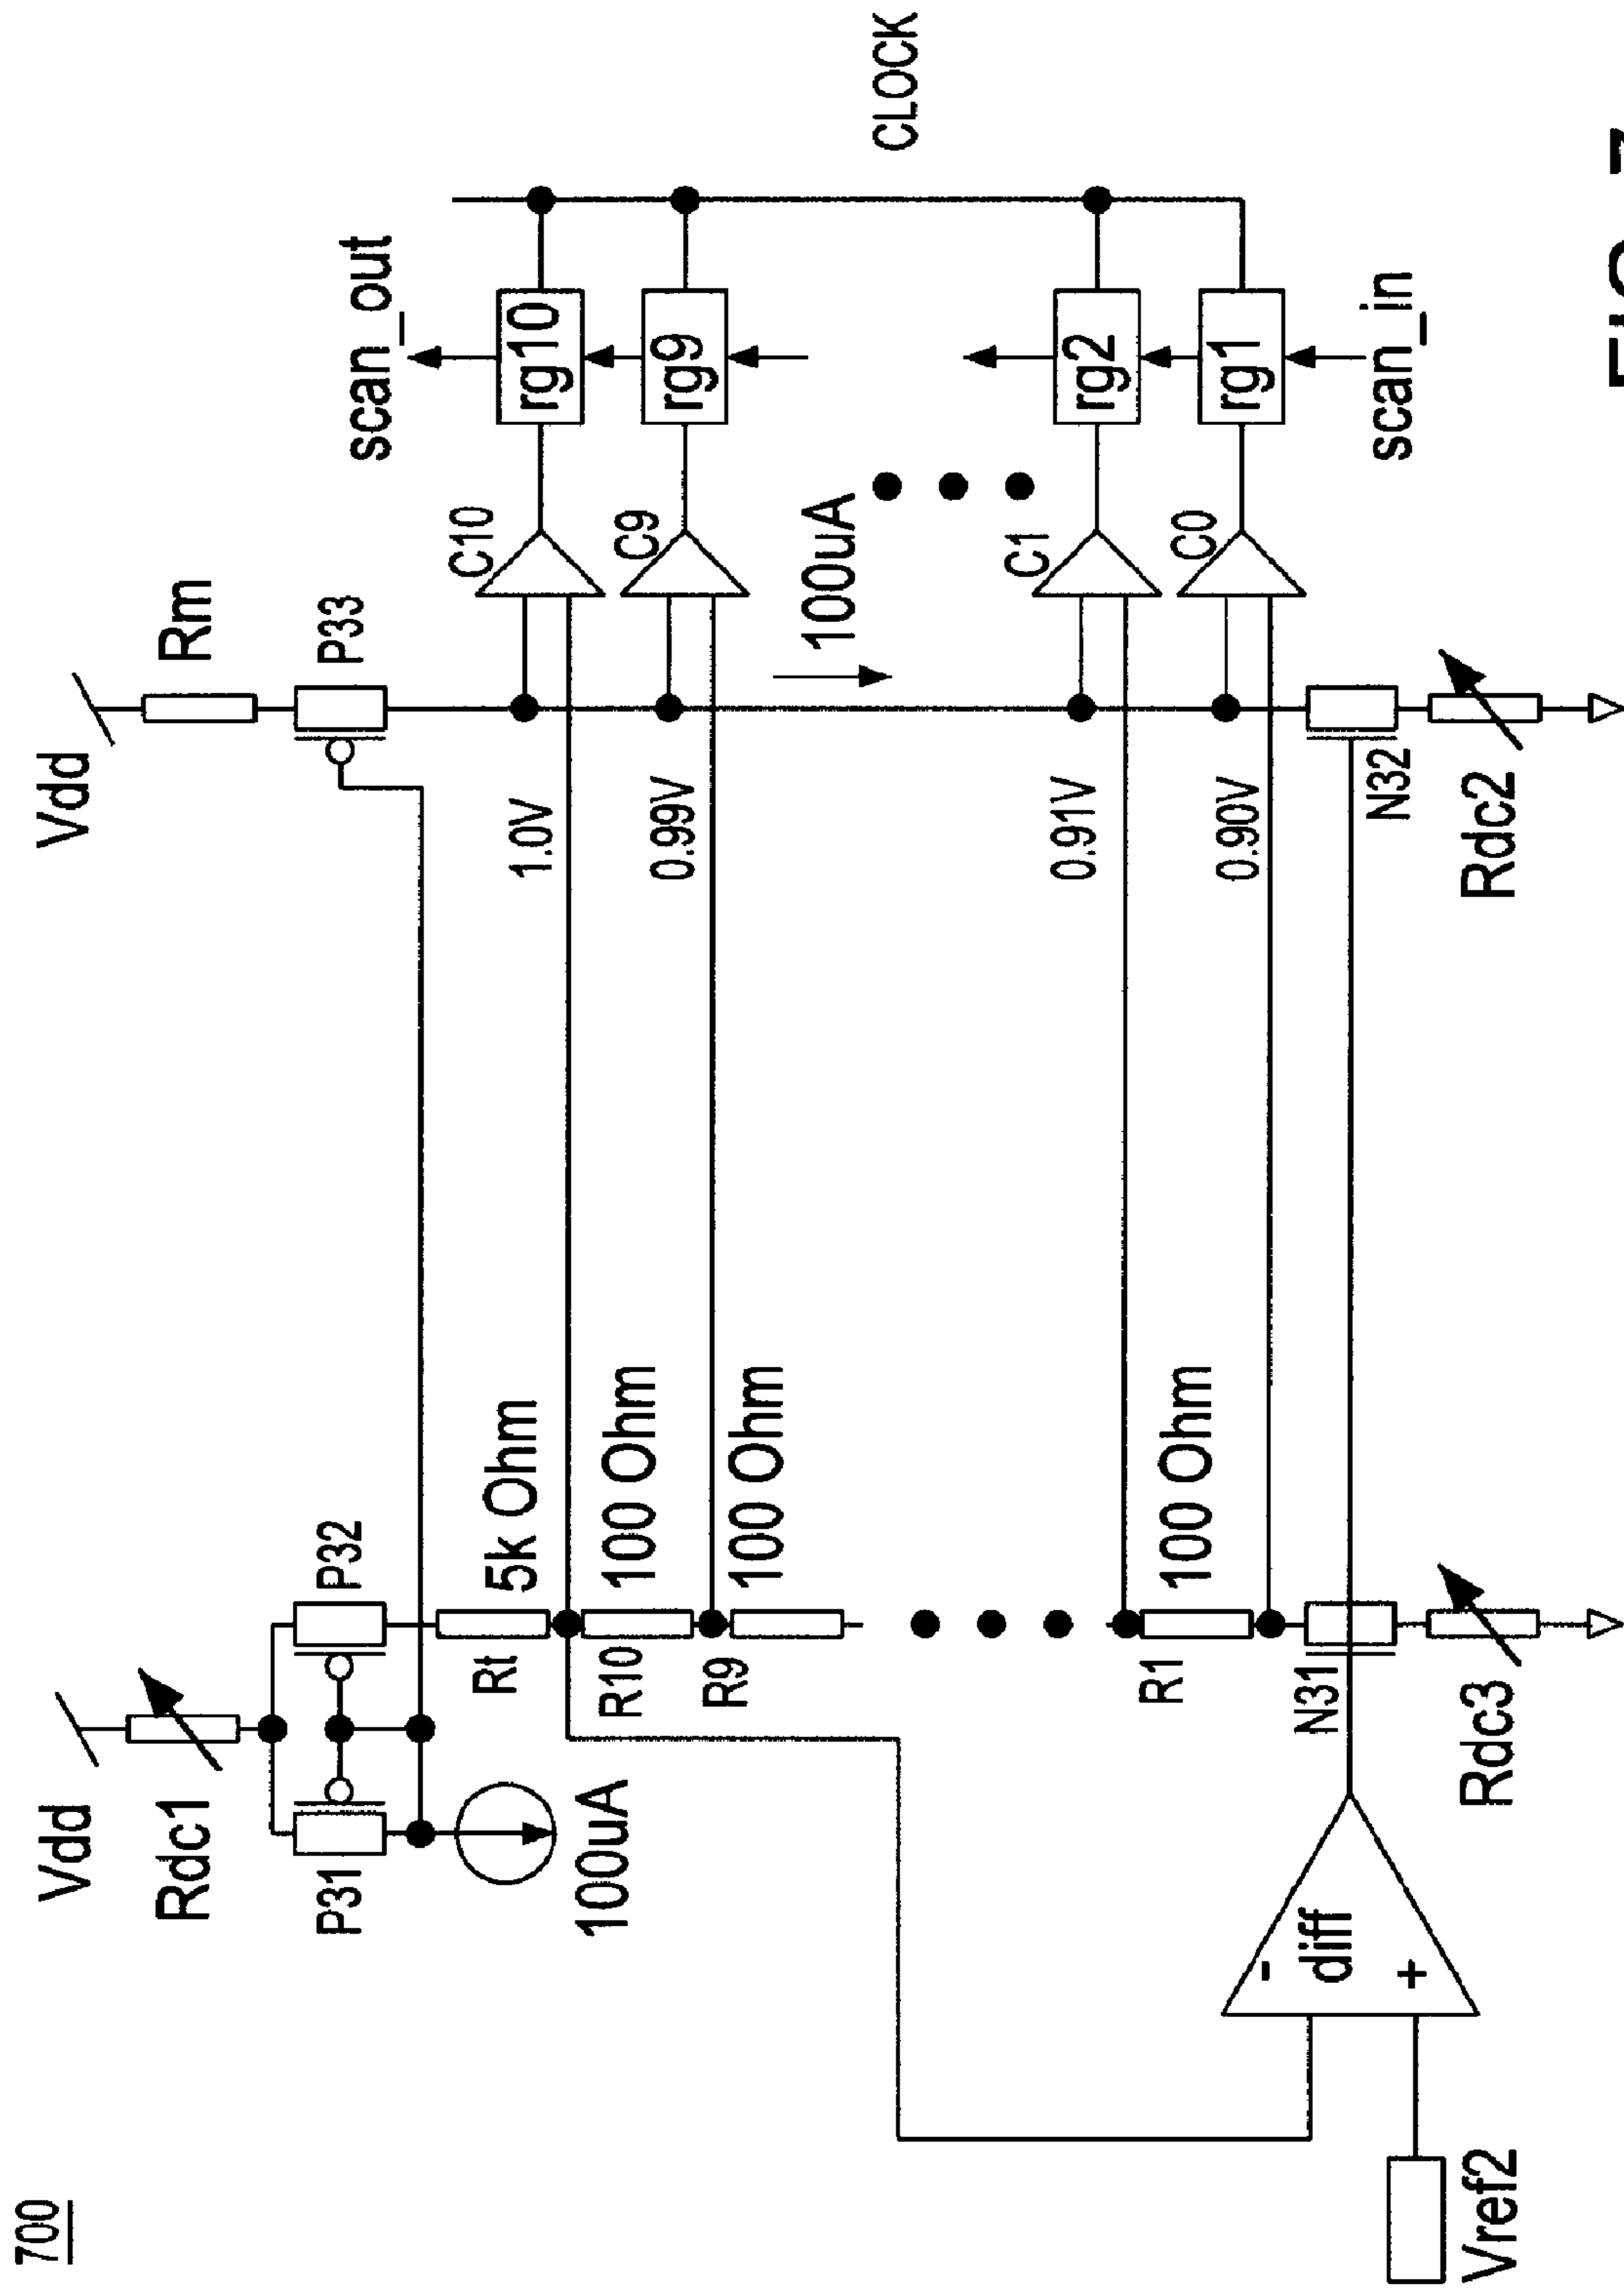 700
Vdd
Rdc1
P31
P32
100uA
Rt
5k Ohm
R10
100 Ohm
R9
100 Ohm
R1
100 Ohm
N31
Rdc3
- diff +
Vref2
Vdd
Rm
P33
1.0V
0.99V
0.91V
0.90V
100uA
N32
Rdc2
C10
C9
C1
C0
rg10
rg9
rg2
rg1
scan_out
scan_in
CLOCK